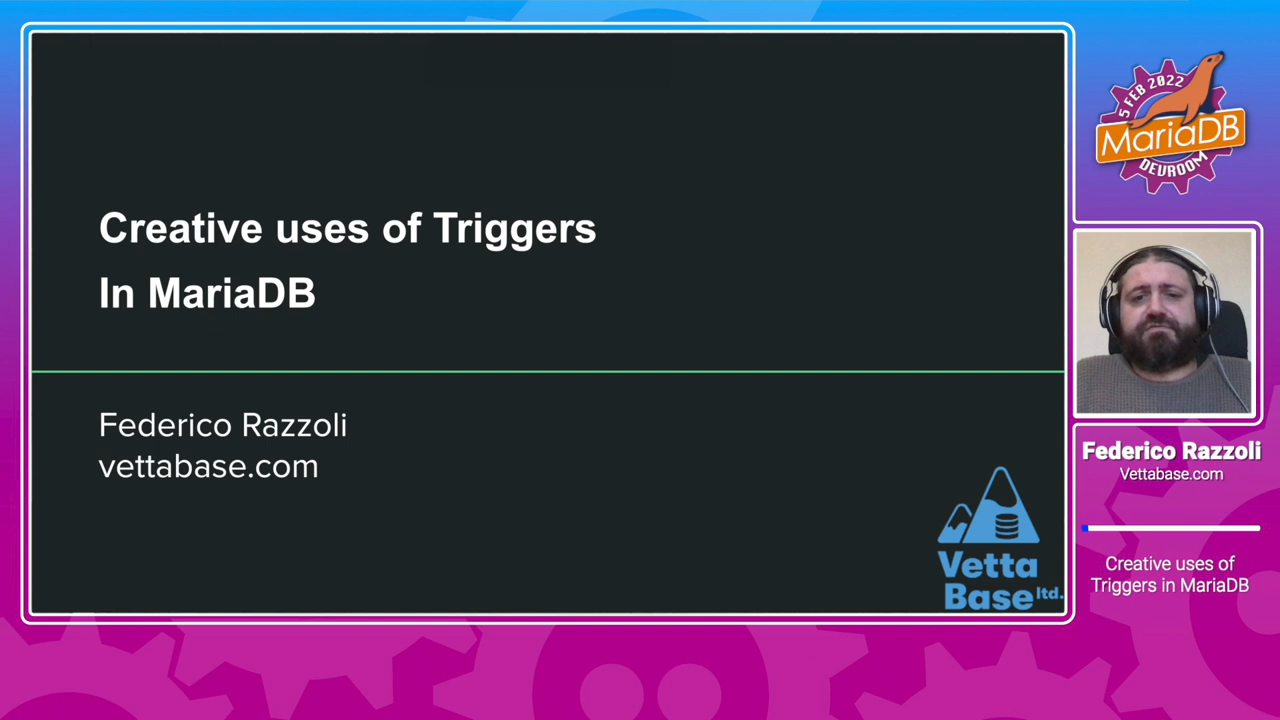 Creative uses of Triggers
In MariaDB
Federico Razzoli
vettabase.com
Vetta
Base ltd.
5 FEB 2022
MariaDB
DEVROOM
Federico Razzoli
Vettabase.com
Creative uses of
Triggers in MariaDB